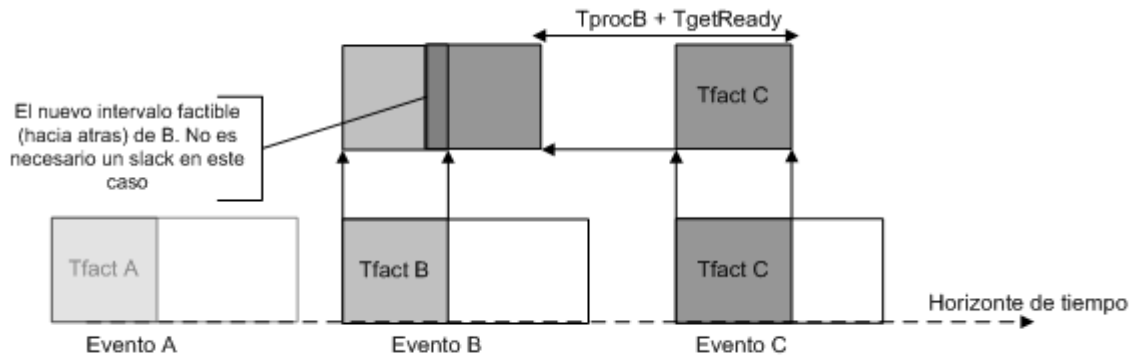 TprocB + TgetReady
El nuevo intervalo factible
(hacia atras) de B. No es
necesario un slack en este
caso
Tfact C
Tfact A
Tfact B
Tfact C
Horizonte de tiempo
Evento A
Evento B
Evento C